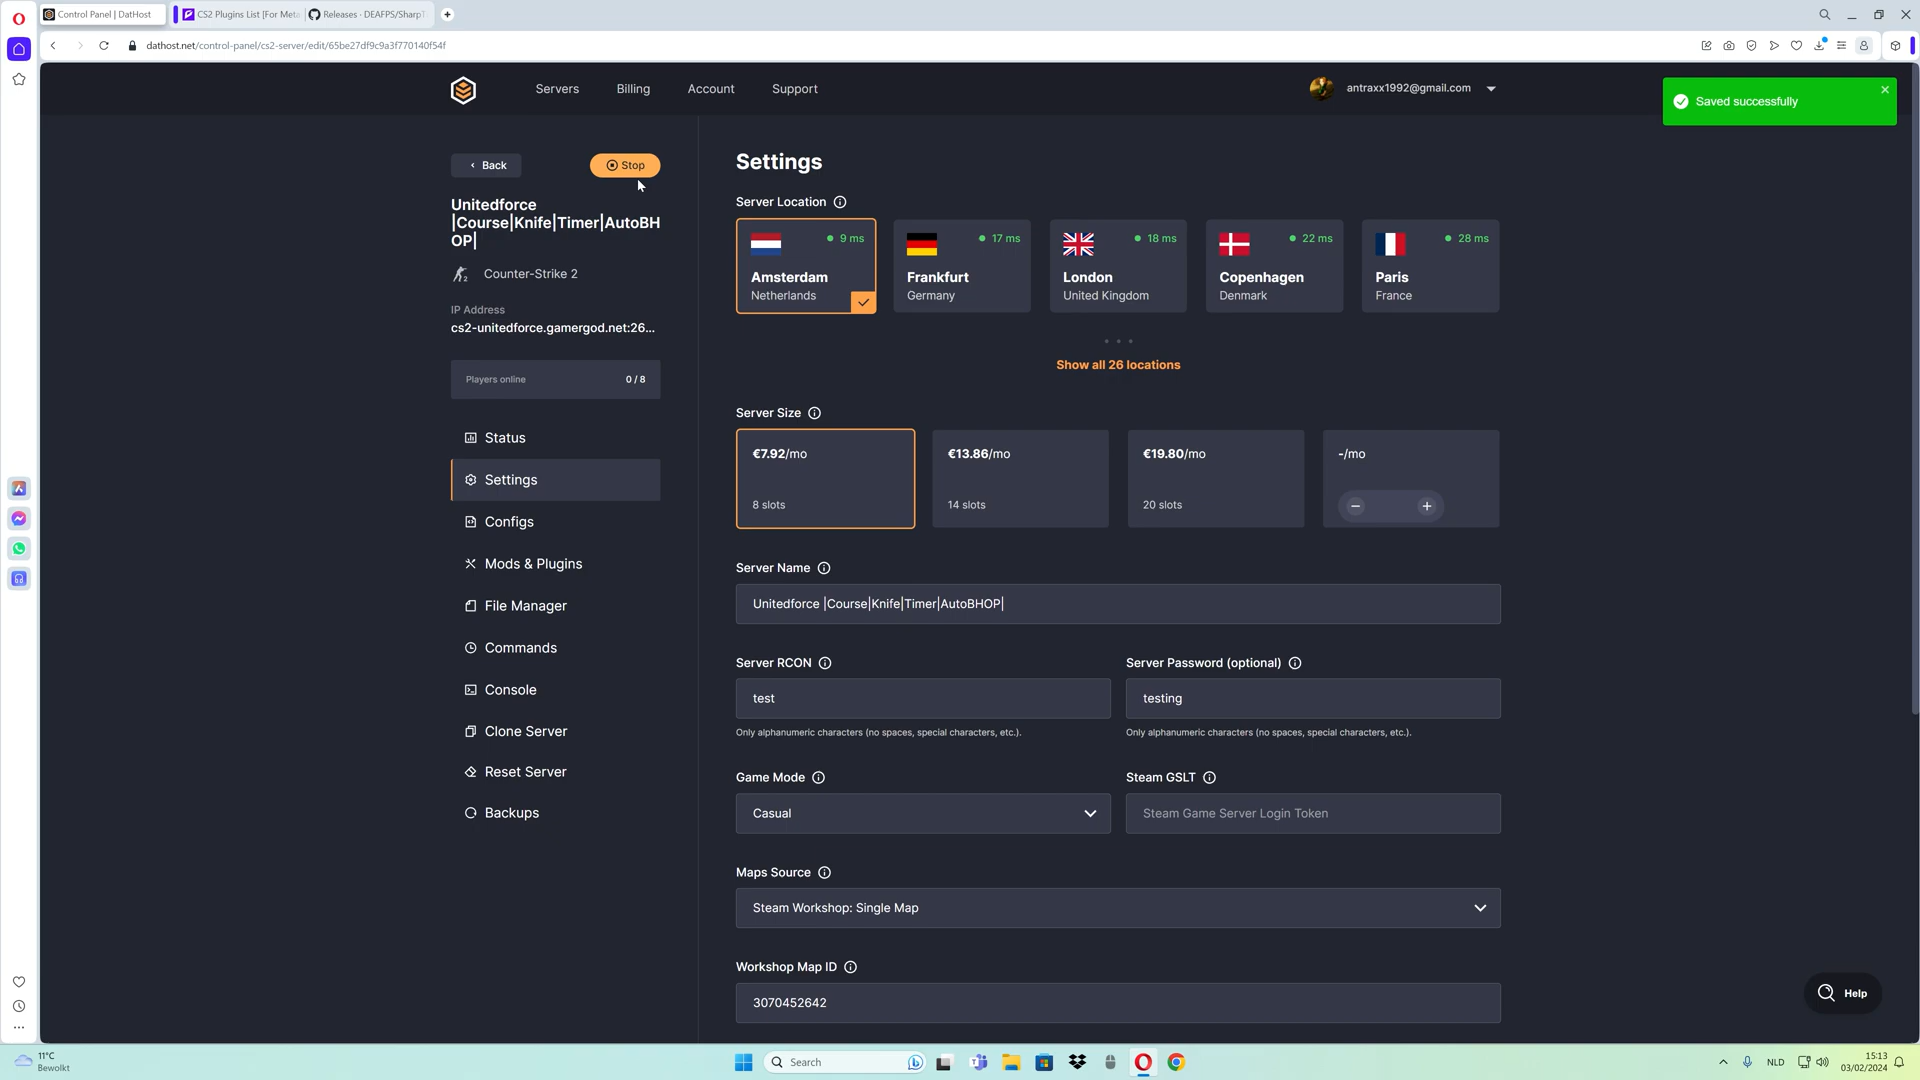 Control Panel | DatHost
CS2 Plugins List [For Meta
Releases · DEAFPS/SharpT
dathost.net/control-panel/cs2-server/edit/65be27df9c9a3f770140f54f
Servers
Billing
Account
Support
antraxx1992@gmail.com
Saved successfully
Back
Stop
Unitedforce
|Course|Knife|Timer|AutoBH
OP|
Counter-Strike 2
IP Address
cs2-unitedforce.gamergod.net:26...
Players online
0 / 8
Status
Settings
Configs
Mods & Plugins
File Manager
Commands
Console
Clone Server
Reset Server
Backups
Settings
Server Location
9 ms
Amsterdam
Netherlands
17 ms
Frankfurt
Germany
18 ms
London
United Kingdom
22 ms
Copenhagen
Denmark
28 ms
Paris
France
Show all 26 locations
Server Size
€7.92/mo
8 slots
€13.86/mo
14 slots
€19.80/mo
20 slots
-/mo
Server Name
Unitedforce |Course|Knife|Timer|AutoBHOP|
Server RCON
test
Only alphanumeric characters (no spaces, special characters, etc.).
Server Password (optional)
testing
Only alphanumeric characters (no spaces, special characters, etc.).
Game Mode
Casual
Steam GSLT
Steam Game Server Login Token
Maps Source
Steam Workshop: Single Map
Workshop Map ID
3070452642
Help
11°C
Bewolkt
Search
NLD
15:13
03/02/2024